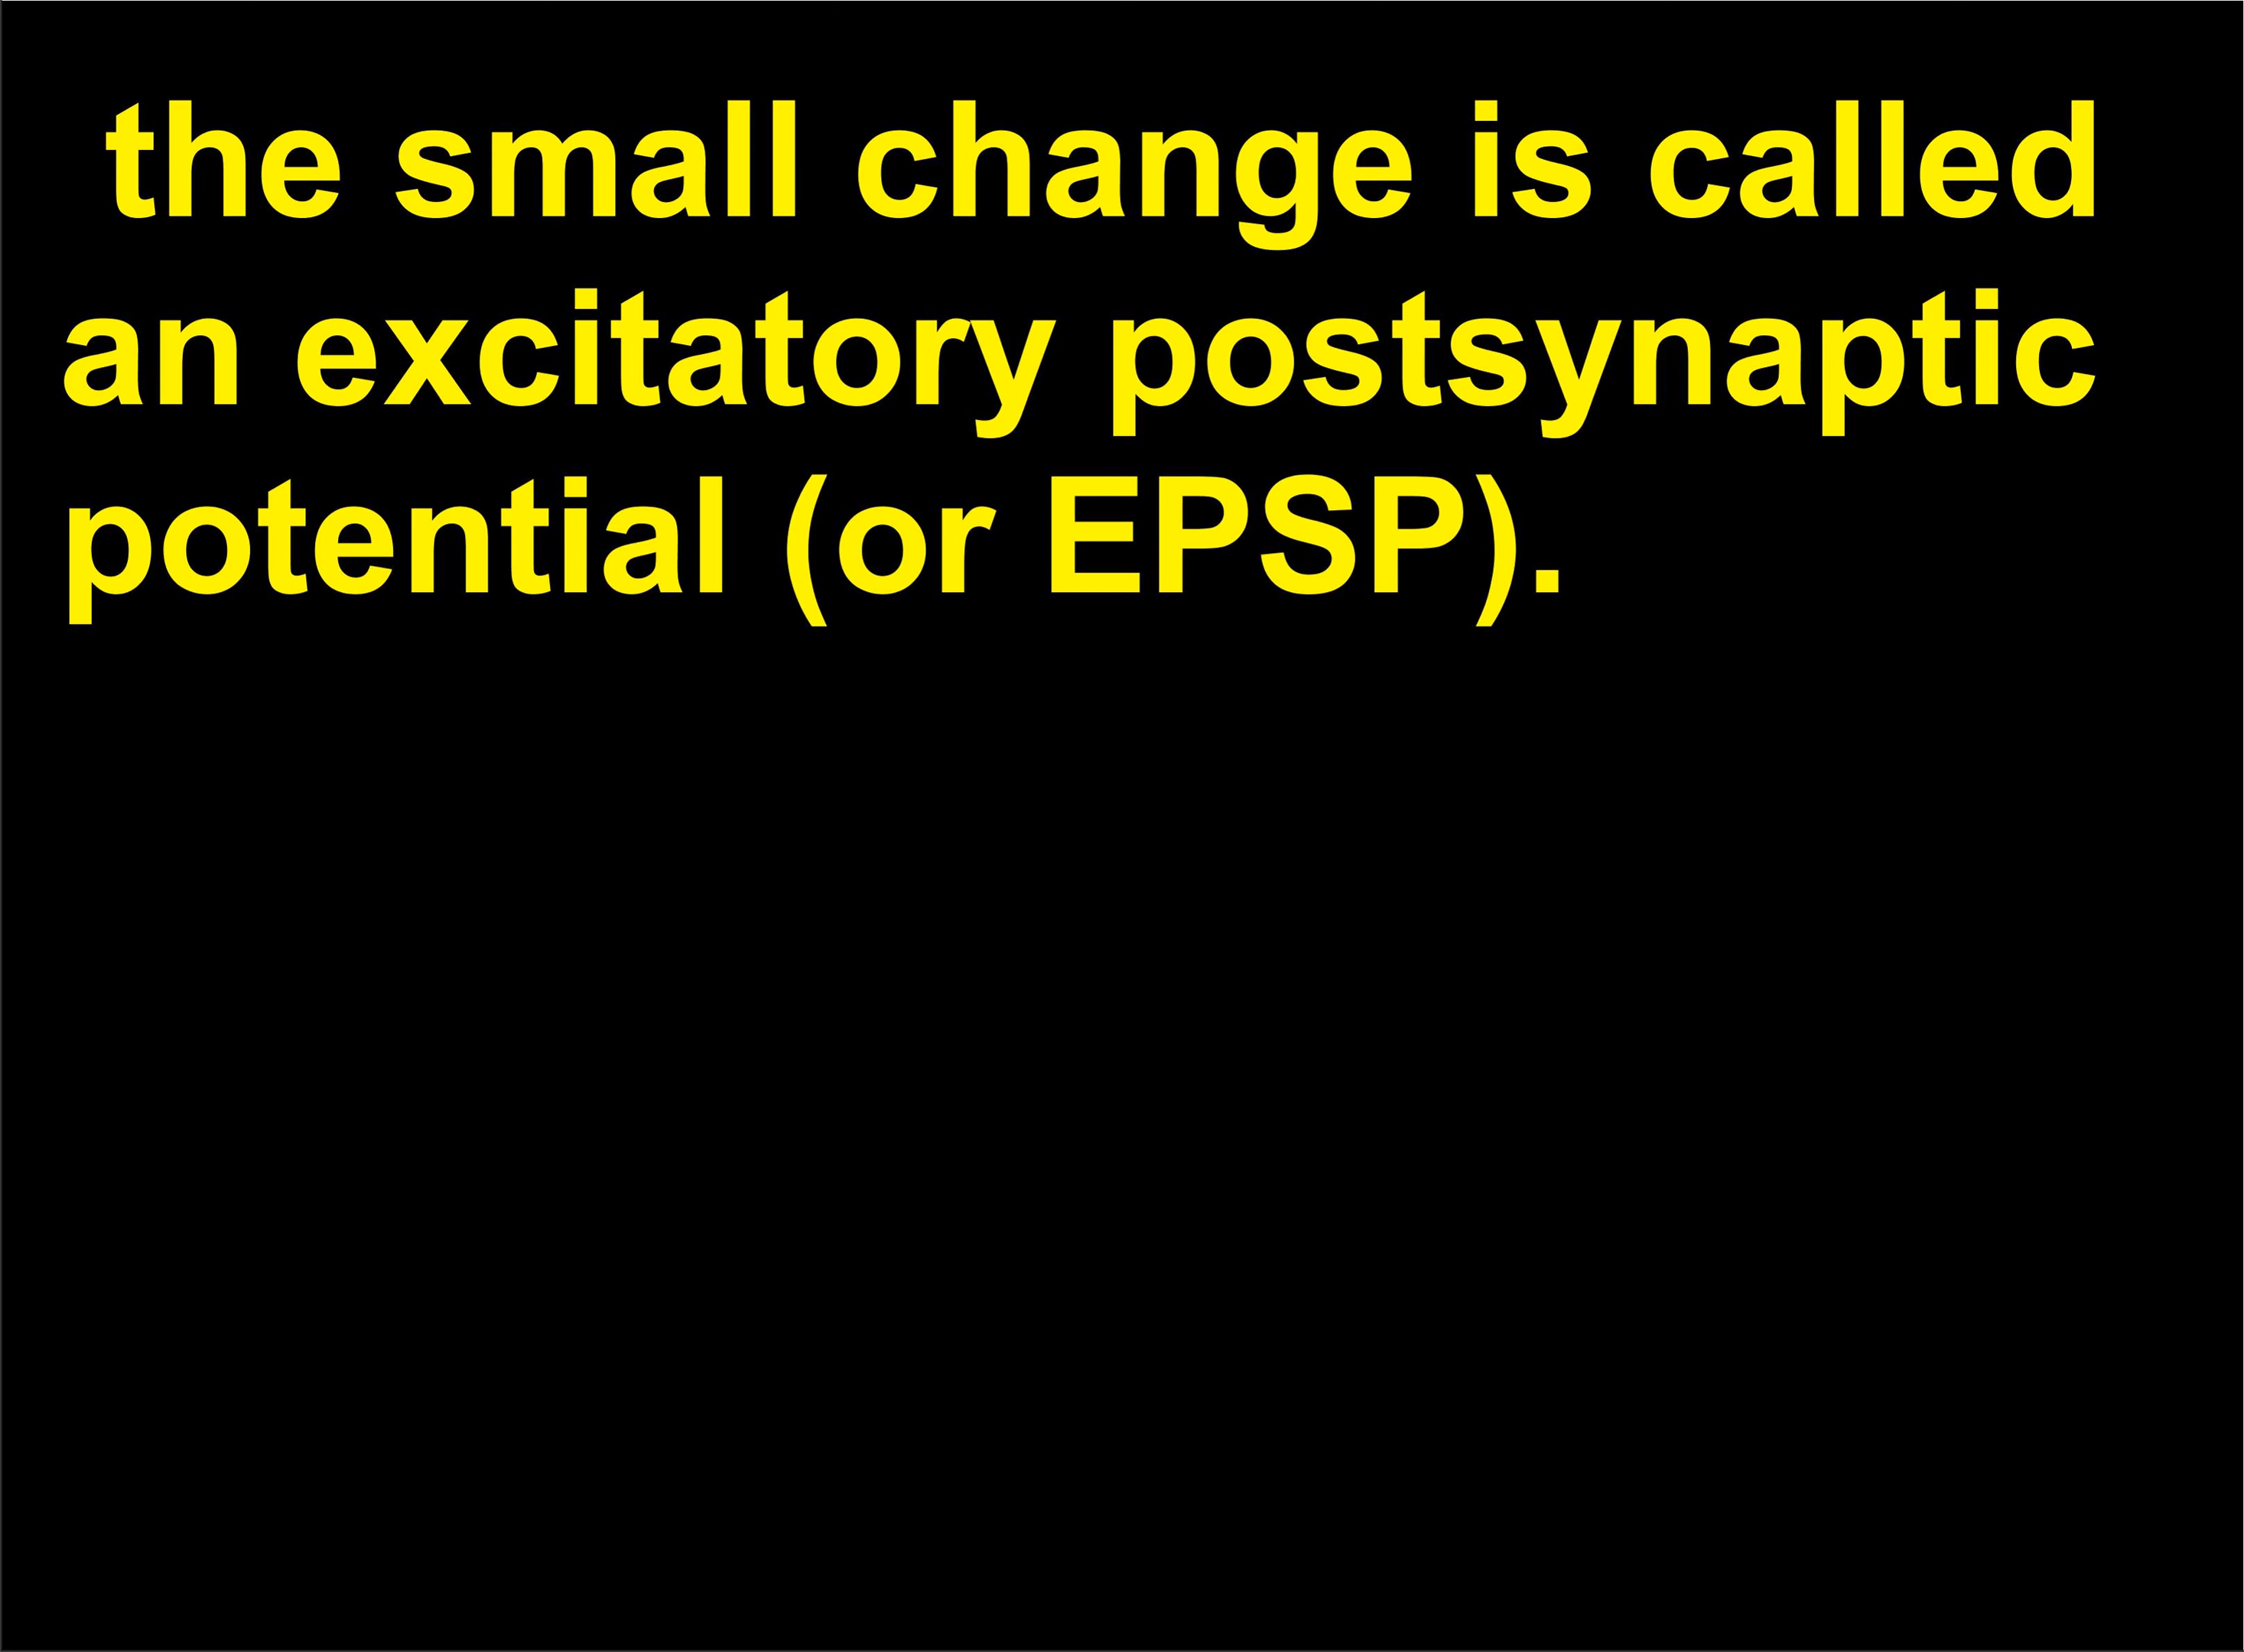 the small change is called
an excitatory postsynaptic
potential (or EPSP).